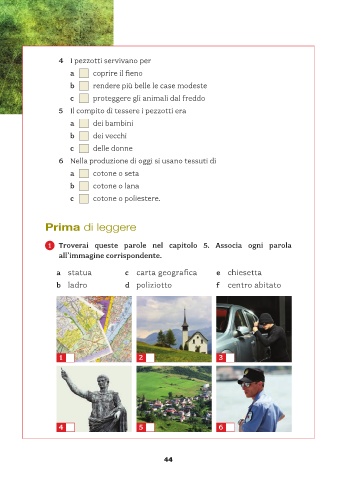 4 I pezzotti servivano per
a coprire il fieno
b rendere più belle le case modeste
c proteggere gli animali dal freddo
5 Il compito di tessere i pezzotti era
a dei bambini
b dei vecchi
c delle donne
6 Nella produzione di oggi si usano tessuti di
a cotone o seta
b cotone o lana
c cotone o poliestere.
Prima di leggere
1 Troverai queste parole nel capitolo 5. Associa ogni parola
all'immagine corrispondente.
a statua c carta geografica e chiesetta
b ladro d poliziotto f centro abitato
1 2 3
4 5 6
44